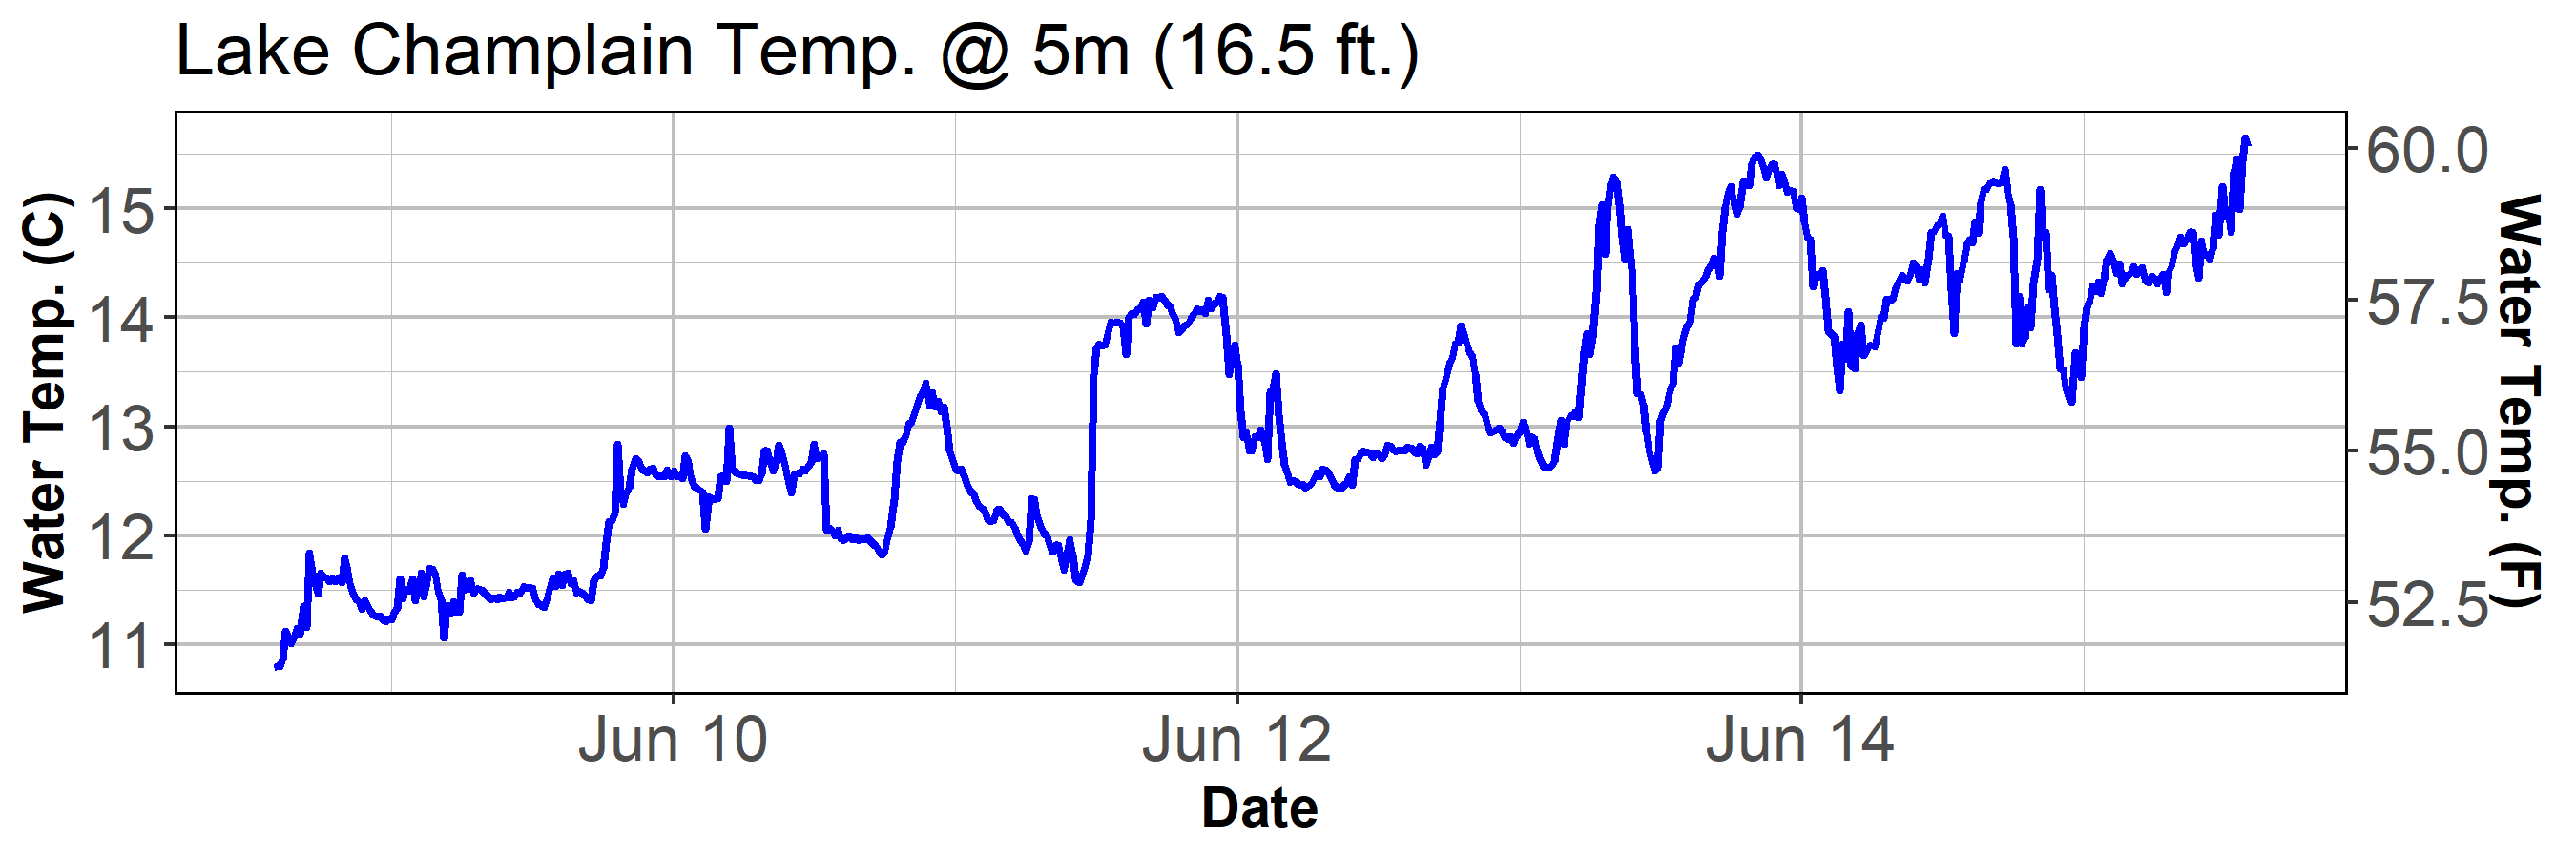 Lake Champlain Temp. @ 5m (16.5 ft.)
Water Temp. (C)
15
14
13
12
11
60.0
57.5
55.0
52.5
Water Temp. (F)
Jun 10
Jun 12
Jun 14
Date